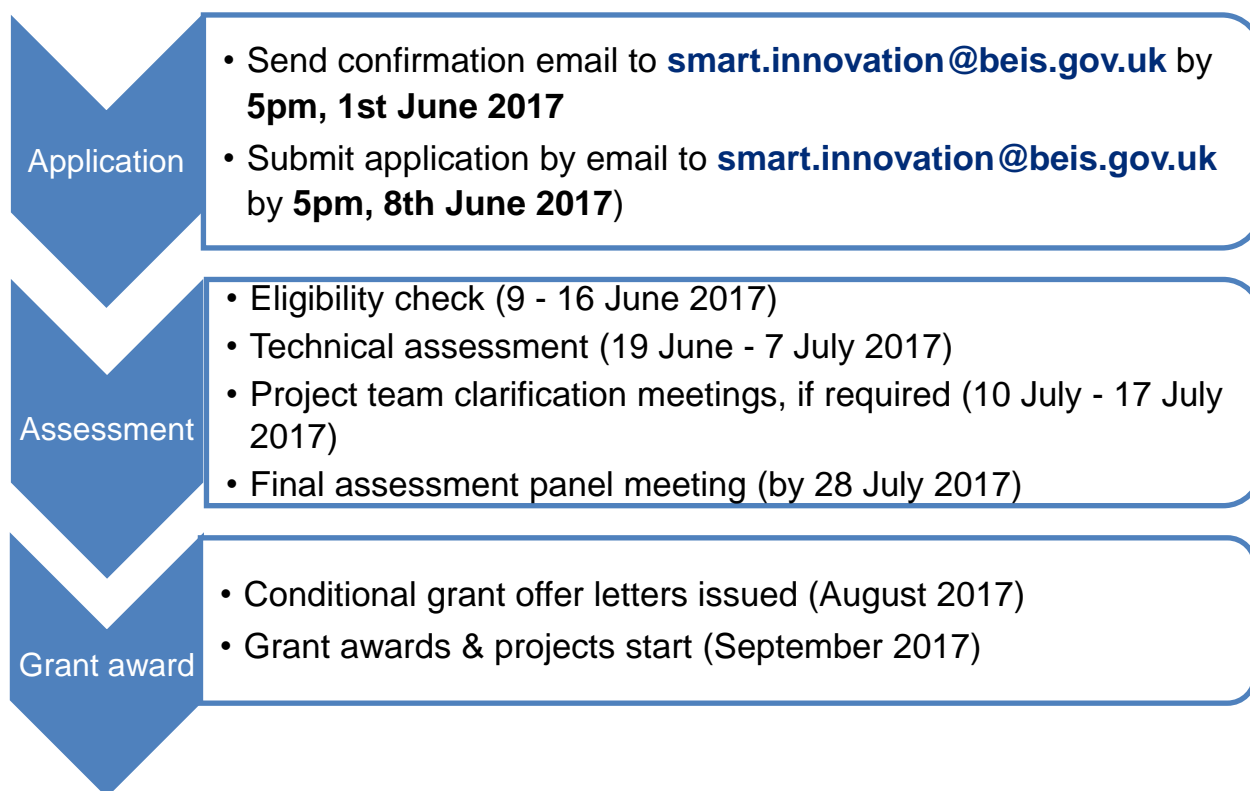 Application
• Send confirmation email to smart.innovation@beis.gov.uk by
5pm, 1st June 2017
• Submit application by email to smart.innovation@beis.gov.uk
by 5pm, 8th June 2017)
Assessment
• Eligibility check (9 - 16 June 2017)
• Technical assessment (19 June - 7 July 2017)
• Project team clarification meetings, if required (10 July - 17 July
2017)
• Final assessment panel meeting (by 28 July 2017)
Grant award
• Conditional grant offer letters issued (August 2017)
• Grant awards & projects start (September 2017)